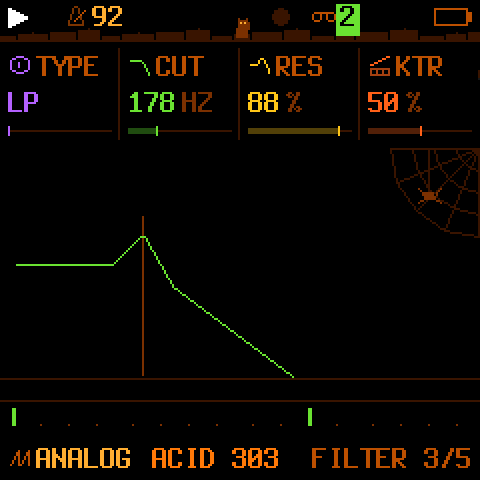 92 2
TYPE CUT RES KTR
LP 178 HZ 88 % 50 %
ANALOG ACID 303 FILTER 3/5